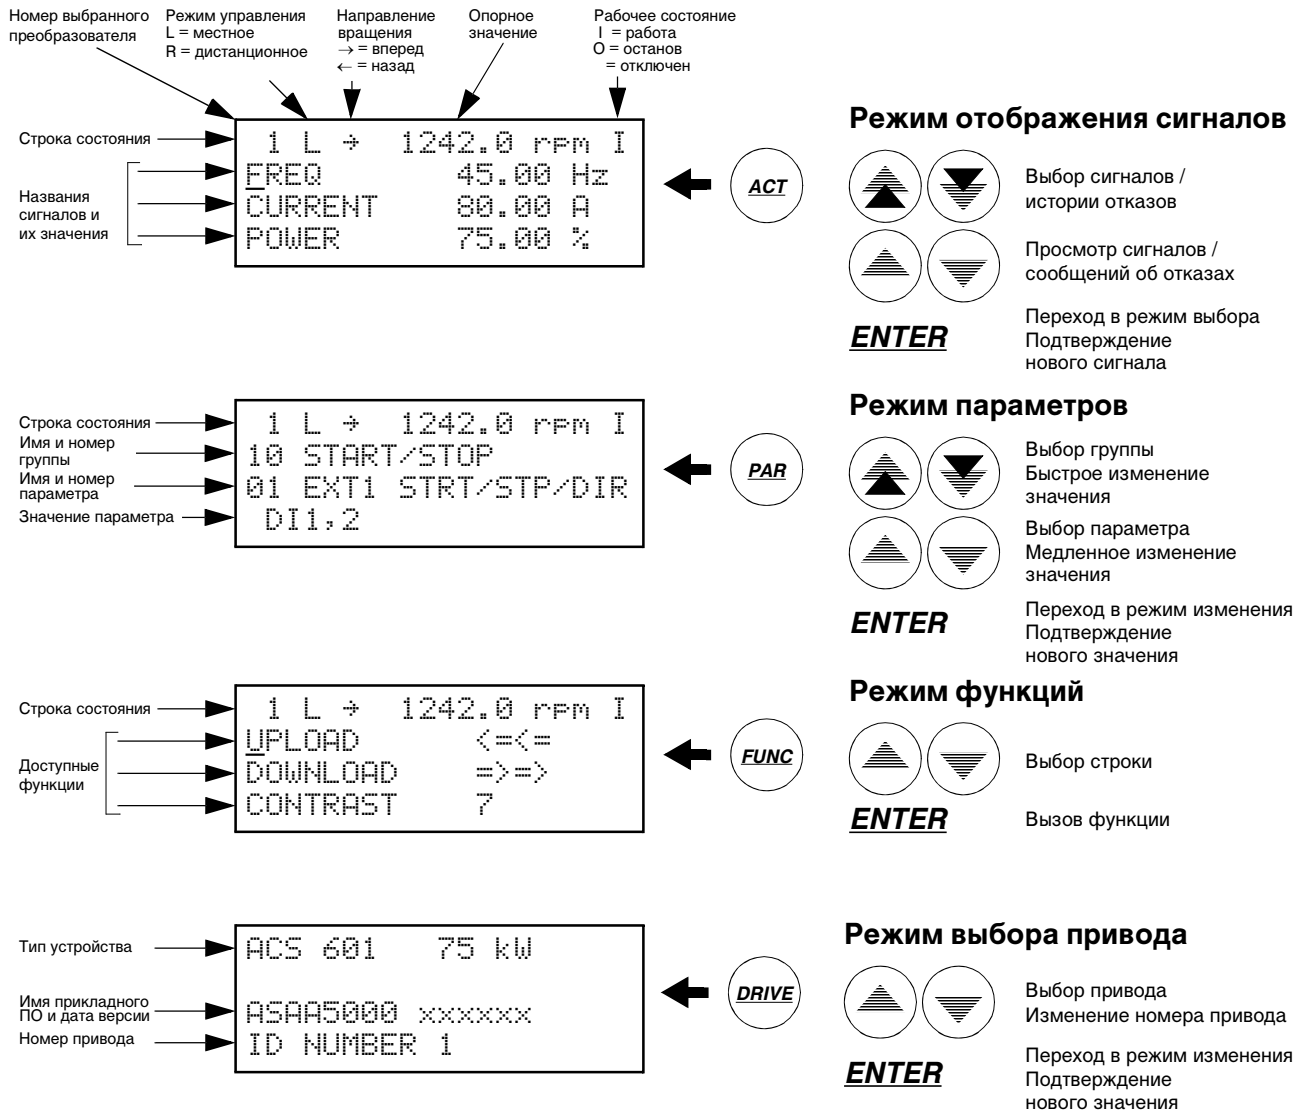 Номер выбранного
преобразователя
Режим управления
L = местное
R = дистанционное
Направление
вращения
→ = вперед
← = назад
Опорное
значение
Рабочее состояние
I = работа
O = останов
= отключен
Строка состояния
Названия
сигналов и
их значения
1 L → 1242.0 rpm I
FREQ 45.00 Hz
CURRENT 80.00 A
POWER 75.00 %
ACT
Режим отображения сигналов
Выбор сигналов /
истории отказов
Просмотр сигналов /
сообщений об отказах
ENTER
Переход в режим выбора
Подтверждение
нового сигнала
Строка состояния
Имя и номер
группы
Имя и номер
параметра
Значение параметра
1 L → 1242.0 rpm I
10 START/STOP
01 EXT1 STRT/STP/DIR
DI1,2
PAR
Режим параметров
Выбор группы
Быстрое изменение
значения
Выбор параметра
Медленное изменение
значения
ENTER
Переход в режим изменения
Подтверждение
нового значения
Строка состояния
Доступные
функции
1 L → 1242.0 rpm I
UPLOAD <=<=
DOWNLOAD =>=>
CONTRAST 7
FUNC
Режим функций
Выбор строки
ENTER
Вызов функции
Тип устройства
Имя прикладного
ПО и дата версии
Номер привода
ACS 601 75 kW
ASAA5000 xxxxxx
ID NUMBER 1
DRIVE
Режим выбора привода
Выбор привода
Изменение номера привода
ENTER
Переход в режим изменения
Подтверждение
нового значения